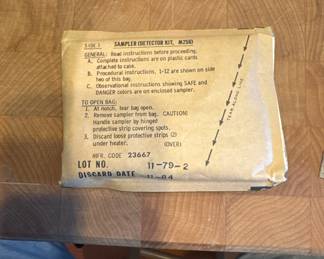 SIDE 1 SAMPLER (DETECTOR KIT, M256)
GENERAL: Read instructions before proceeding.
A. Complete instructions are on plastic cards
attached to case.
B. Procedural instructions, 1-12 are shown on side
two of this bag.
C. Observational instructions showing SAFE and
DANGER colors are on enclosed sampler.
TEAR ALONG LINE
TO OPEN BAG:
1. At notch, tear bag open.
2. Remove sampler from bag. CAUTION:
Handle sampler by hinged
protective strip covering spots.
3. Discard loose protective strips (2)
under heater. (OVER)
MFR. CODE 23667
LOT NO. 11-79-2
DISCARD DATE 11-84